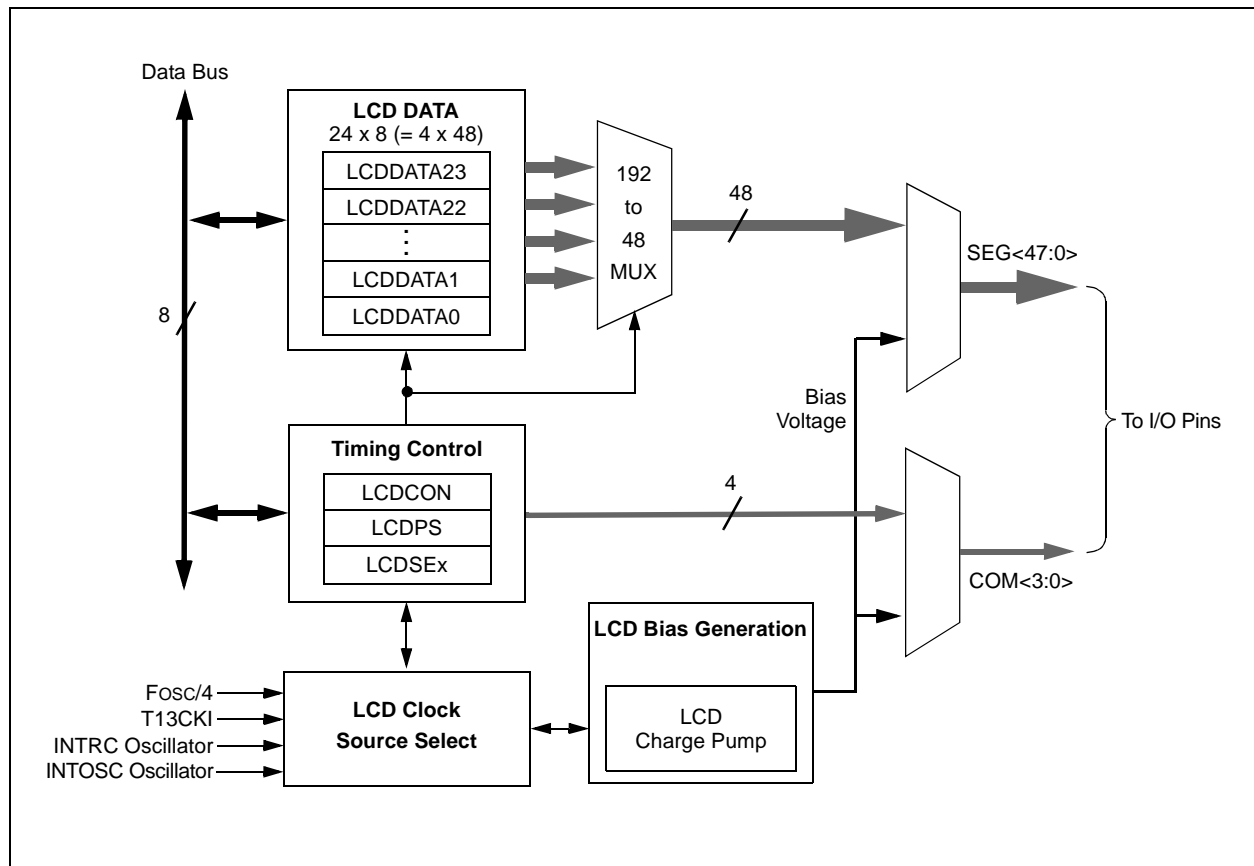 Data Bus
8
LCD DATA
24 x 8 (= 4 x 48)
LCDDATA23
LCDDATA22
⋮
LCDDATA1
LCDDATA0
192
to
48
MUX
48
SEG<47:0>
Bias
Voltage
To I/O Pins
Timing Control
LCDCON
LCDPS
LCDSEx
4
COM<3:0>
LCD Bias Generation
LCD
Charge Pump
LCD Clock
Source Select
FOSC/4
T13CKI
INTRC Oscillator
INTOSC Oscillator